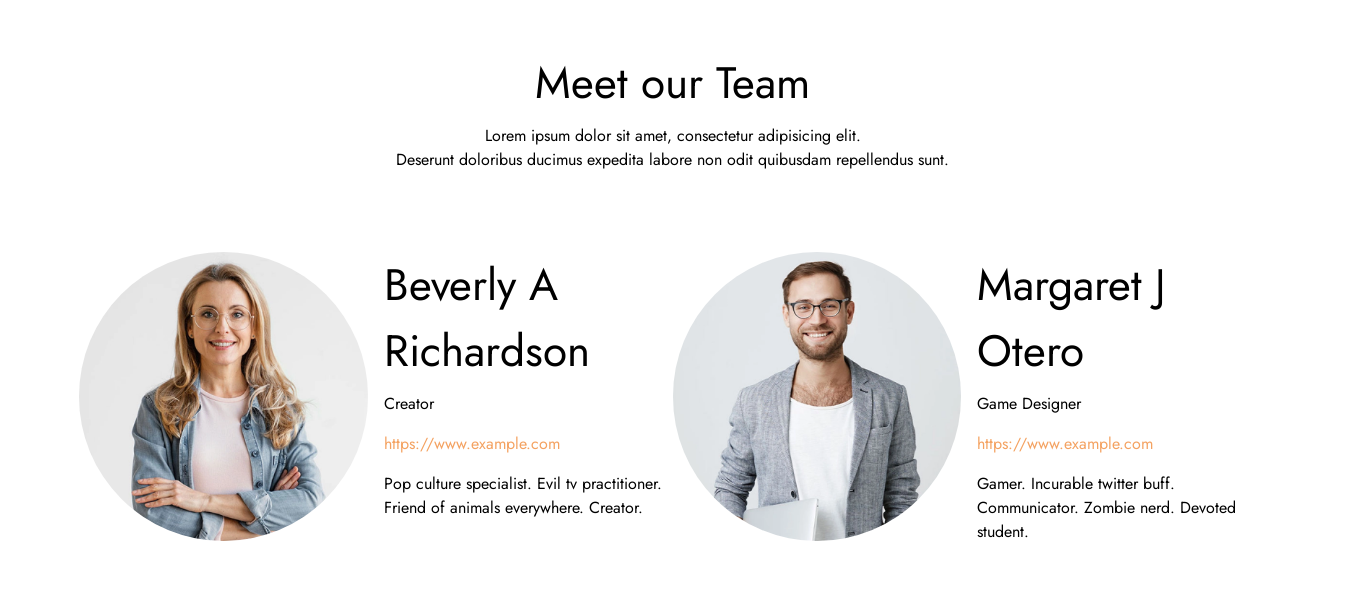 Meet our Team
Lorem ipsum dolor sit amet, consectetur adipisicing elit.
Deserunt doloribus ducimus expedita labore non odit quibusdam repellendus sunt.
Beverly A
Richardson
Creator
https://www.example.com
Pop culture specialist. Evil tv practitioner.
Friend of animals everywhere. Creator.
Margaret J
Otero
Game Designer
https://www.example.com
Gamer. Incurable twitter buff.
Communicator. Zombie nerd. Devoted
student.